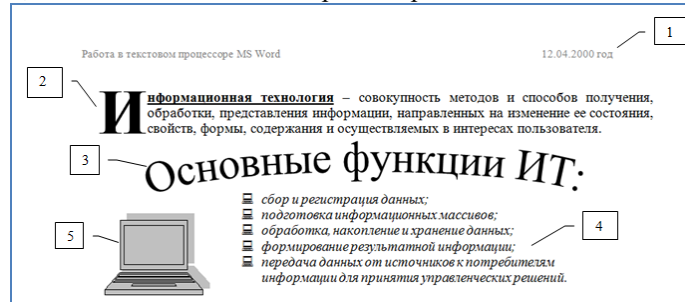 Работа в текстовом процессоре MS Word 12.04.2000 год
1
2
Информационная технология – совокупность методов и способов получения,
обработки, представления информации, направленных на изменение ее состояния,
свойств, формы, содержания и осуществляемых в интересах пользователя.
3
Основные функции ИТ:
сбор и регистрация данных;
подготовка информационных массивов;
обработка, накопление и хранение данных;
формирование результатной информации;
передача данных от источников к потребителям
информации для принятия управленческих решений.
4
5